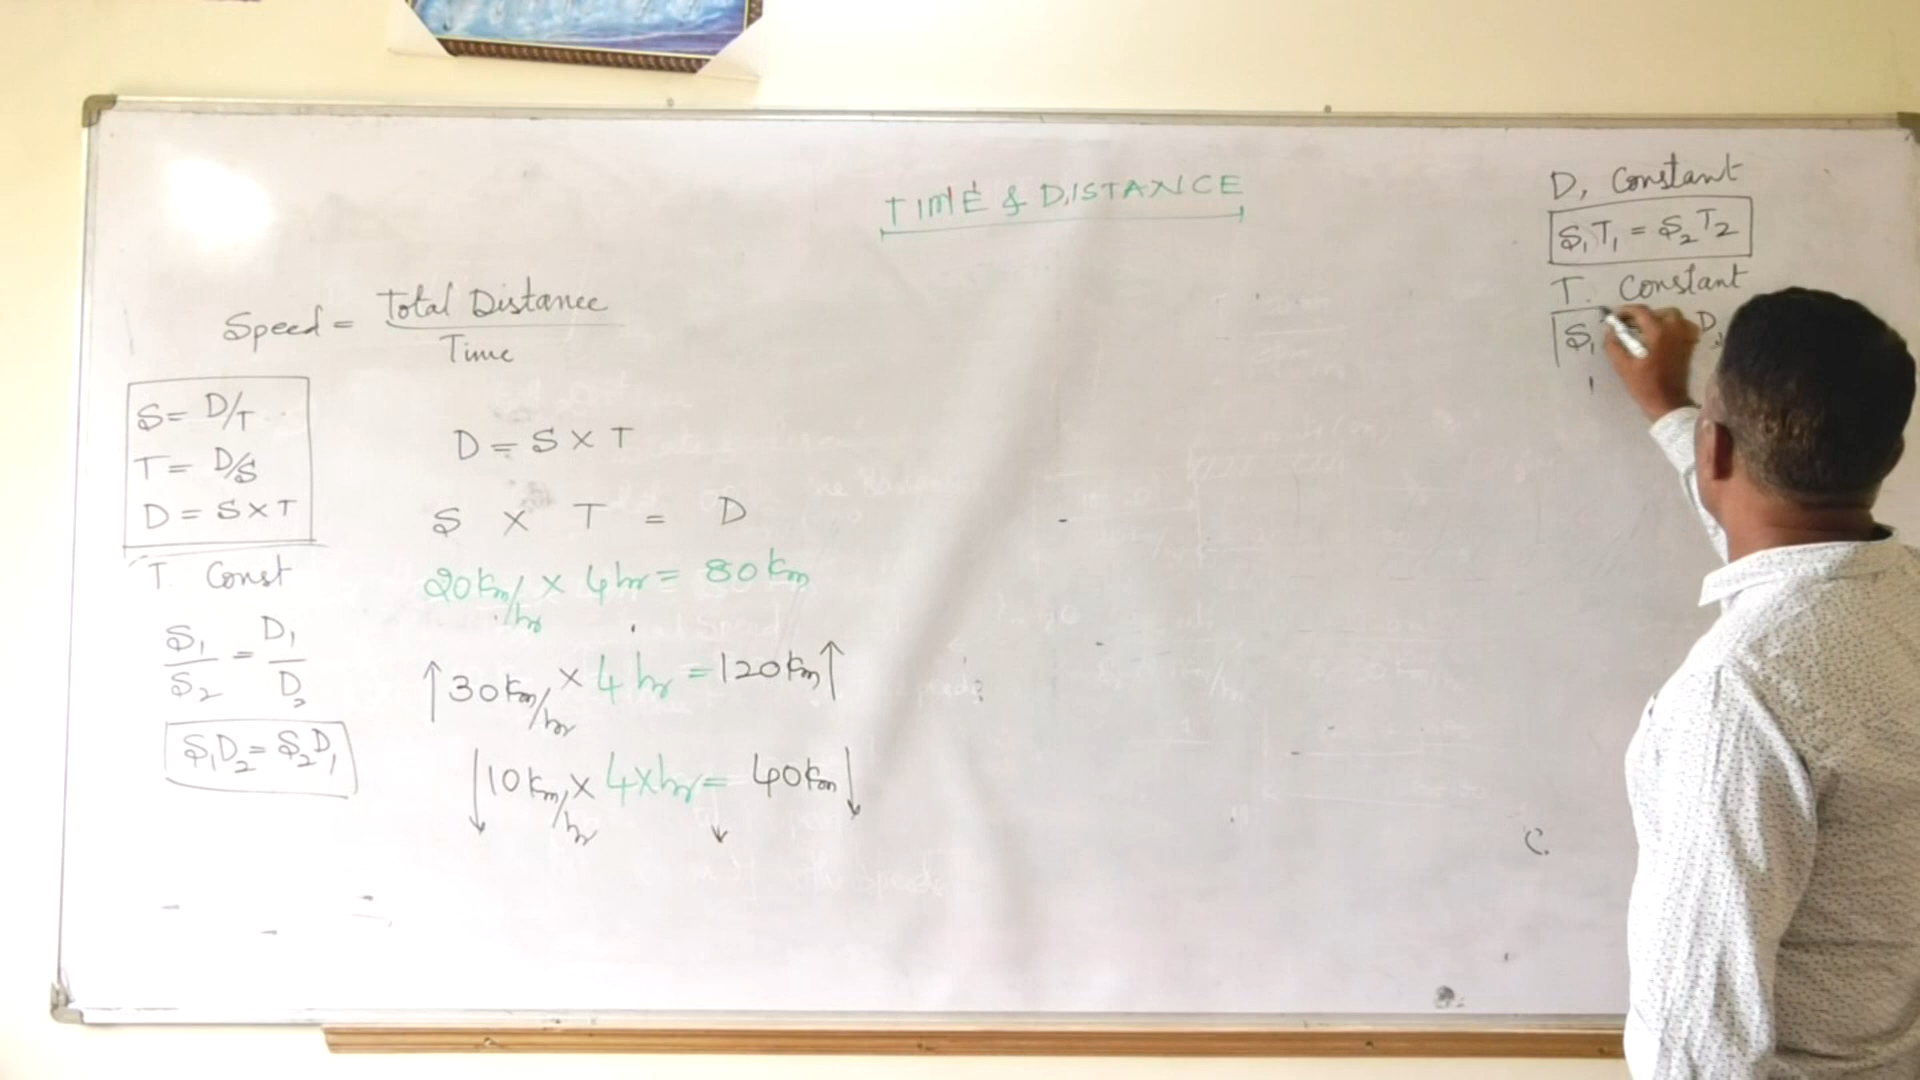 TIME & DISTANCE
Speed = Total Distance
Time
S = D/T
T = D/S
D = S × T
T. Const
S₁ = D₁
S₂ D₂
S₁D₂ = S₂D₁
D = S × T
S × T = D
20 km/hr × 4 hr = 80 km
↑ 30 km/hr × 4 hr = 120 km ↑
↓ 10 km/hr × 4 × hr = 40 km ↓
D, Constant
S₁T₁ = S₂T₂
T. Constant
S₁ D₁